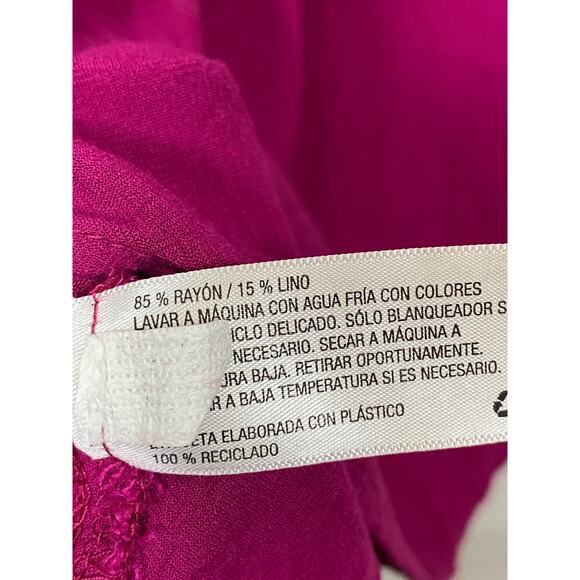 85 % RAYÓN / 15 % LINO
LAVAR A MÁQUINA CON AGUA FRÍA CON COLORES
DELICADO. SÓLO BLANQUEADOR S
NECESARIO. SECAR A MÁQUINA A
BAJA. RETIRAR OPORTUNAMENTE.
A BAJA TEMPERATURA SI ES NECESARIO.
ELABORADA CON PLÁSTICO
100 % RECICLADO